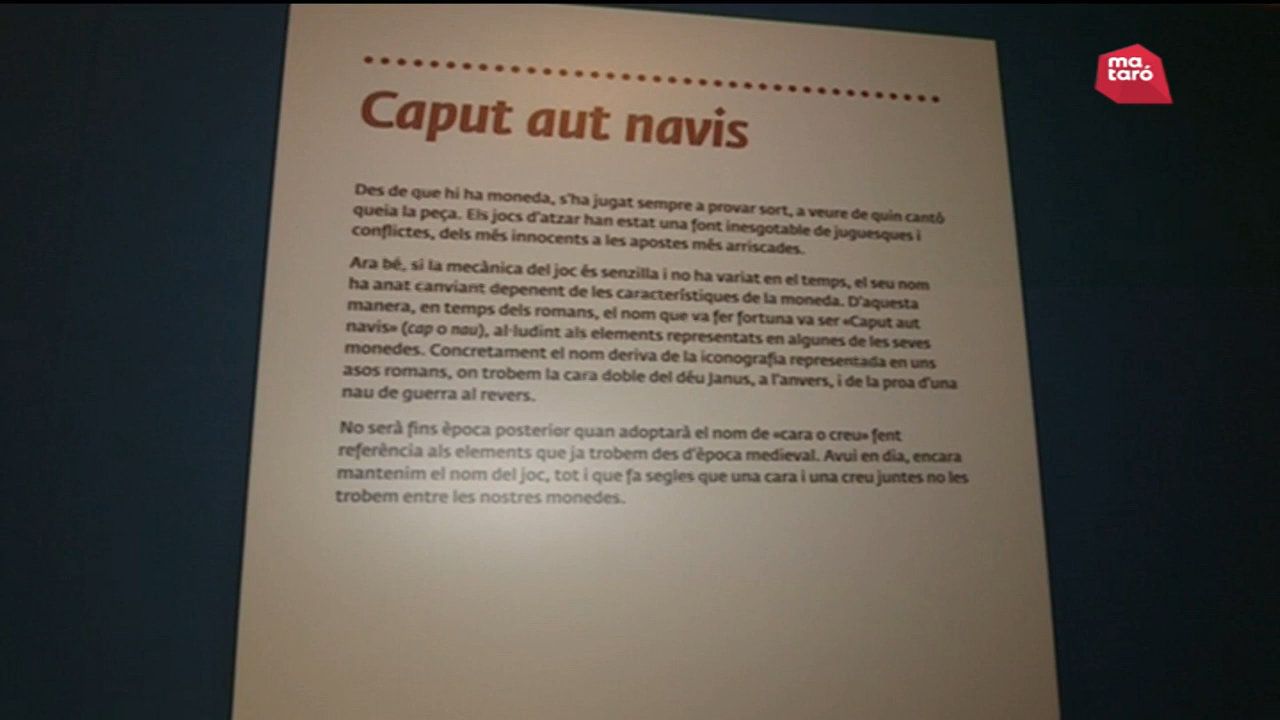 Caput aut navis
Des de que hi ha moneda, s'ha jugat sempre a provar sort, a veure de quin cantó
queia la peça. Els jocs d'atzar han estat una font inesgotable de juguesques i
conflictes, dels més innocents a les apostes més arriscades.
Ara bé, si la mecànica del joc és senzilla i no ha variat en el temps, el seu nom
ha anat canviant depenent de les característiques de la moneda. D'aquesta
manera, en temps dels romans, el nom que va fer fortuna va ser «Caput aut
navis» (cap o nau), al·ludint als elements representats en algunes de les seves
monedes. Concretament el nom deriva de la iconografia representada en uns
asos romans, on trobem la cara doble del déu Janus, a l'anvers, i de la proa d'una
nau de guerra al revers.
No serà fins època posterior quan adoptarà el nom de «cara o creu» fent
referència als elements que ja trobem des d'època medieval. Avui en dia, encara
mantenim el nom del joc, tot i que fa segles que una cara i una creu juntes no les
trobem entre les nostres monedes.
ma
taró